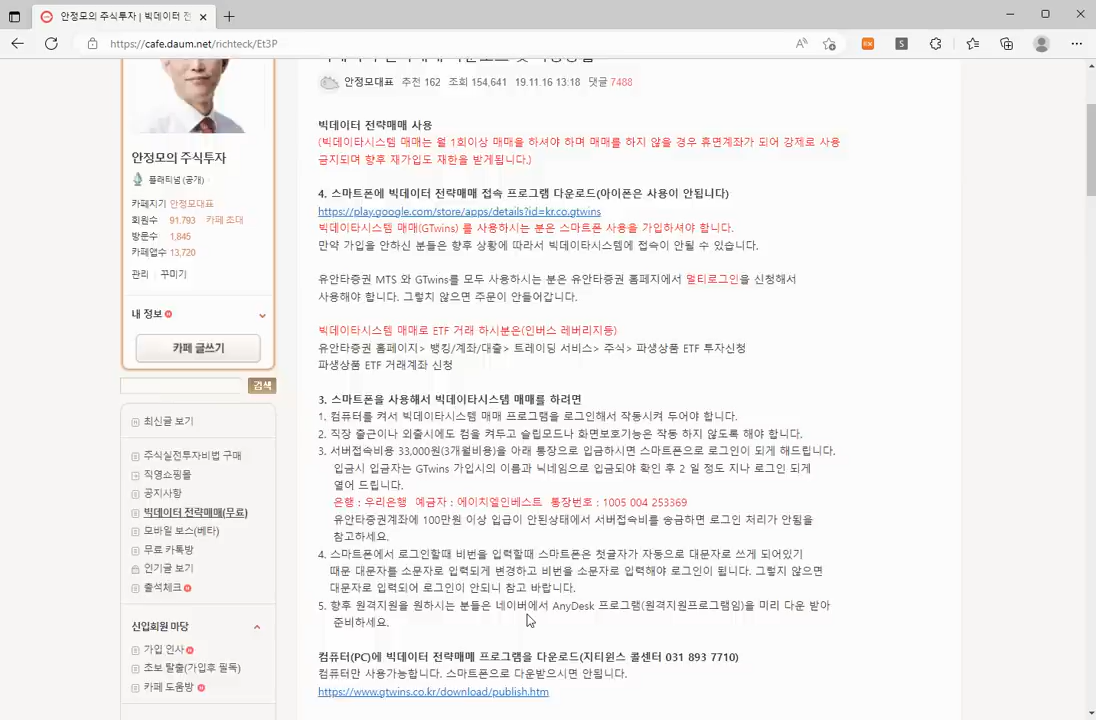 안정모의 주식투자 | 빅데이터 전
https://cafe.daum.net/richteck/Et3P
안정모의 주식투자
플래티넘 (공개)
카페지기 안정모대표
회원수 91,793 카페 초대
방문수 1,845
카페앱수 13,720
관리 꾸미기
내 정보
카페 글쓰기
검색
최신글 보기
주식실전투자비법 구매
직영쇼핑몰
공지사항
빅데이터 전략매매(무료)
모바일 보스(베타)
무료 카톡방
인기글 보기
출석체크
신입회원 마당
가입 인사
초보 탈출(가입후 필독)
카페 도움방
안정모대표 추천 162 조회 154,641 19.11.16 13:18 댓글 7488
빅데이터 전략매매 사용
(빅데이타시스템 매매는 월 1회이상 매매을 하셔야 하며 매매를 하지 않을 경우 휴면계좌가 되어 강제로 사용
금지되며 향후 재가입도 재한을 받게됩니다.)
4. 스마트폰에 빅데이터 전략매매 접속 프로그램 다운로드(아이폰은 사용이 안됩니다)
https://play.google.com/store/apps/details?id=kr.co.gtwins
빅데이타시스템 매매(GTwins) 를 사용하시는 분은 스마트폰 사용을 가입하셔야 합니다.
만약 가입을 안하신 분들은 향후 상황에 따라서 빅데이타시스템에 접속이 안될 수 있습니다.
유안타증권 MTS 와 GTwins를 모두 사용하시는 분은 유안타증권 홈페지에서 멀티로그인을 신청해서
사용해야 합니다. 그렇지 않으면 주문이 안들어갑니다.
빅데이타시스템 매매로 ETF 거래 하시분은(인버스 레버리지등)
유안타증권 홈페이지> 뱅킹/계좌/대출> 트레이딩 서비스> 주식> 파생상품 ETF 투자신청
파생상품 ETF 거래계좌 신청
3. 스마트폰을 사용해서 빅데이타시스템 매매를 하려면
1. 컴퓨터를 켜서 빅데이타시스템 매매 프로그램을 로그인해서 작동시켜 두어야 합니다.
2. 직장 출근이나 외출시에도 컴을 켜두고 슬립모드나 화면보호기능은 작동 하지 않도록 해야 합니다.
3. 서버접속비용 33,000원(3개월비용)을 아래 통장으로 입금하시면 스마트폰으로 로그인이 되게 해드립니다.
입금시 입금자는 GTwins 가입시의 이름과 닉네임으로 입금되야 확인 후 2 일 정도 지나 로그인 되게
열어 드립니다.
은행 : 우리은행 예금자 : 에이치엘인베스트 통장번호 : 1005 004 253369
유안타증권계좌에 100만원 이상 입급이 안된상태에서 서버접속비를 송금하면 로그인 처리가 안됨을
참고하세요.
4. 스마트폰에서 로그인할때 비번을 입력할때 스마트폰은 첫글자가 자동으로 대문자로 쓰게 되어있기
때문 대문자를 소문자로 입력되게 변경하고 비번을 소문자로 입력해야 로그인이 됩니다. 그렇지 않으면
대문자로 입력되어 로그인이 안되니 참고 바랍니다.
5. 향후 원격지원을 원하시는 분들은 네이버에서 AnyDesk 프로그램(원격지원프로그램임)을 미리 다운 받아
준비하세요.
컴퓨터(PC)에 빅데이터 전략매매 프로그램을 다운로드(지티윈스 콜센터 031 893 7710)
컴퓨터만 사용가능합니다. 스마트폰으로 다운받으시면 안됩니다.
https://www.gtwins.co.kr/download/publish.htm